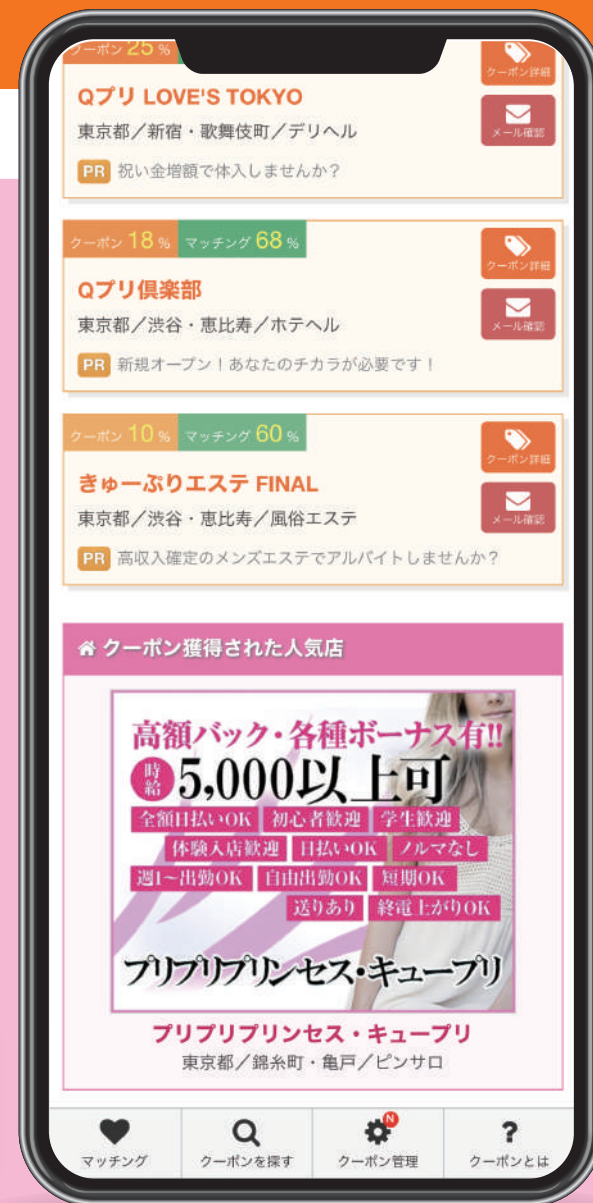 クーポン 25 %
クーポン詳細
Qプリ LOVE'S TOKYO
東京都／新宿・歌舞伎町／デリヘル
メール確認
PR 祝い金増額で体入しませんか？
クーポン 18 % マッチング 68 %
クーポン詳細
Qプリ倶楽部
東京都／渋谷・恵比寿／ホテヘル
メール確認
PR 新規オープン！あなたのチカラが必要です！
クーポン 10 % マッチング 60 %
クーポン詳細
きゅーぷりエステ FINAL
東京都／渋谷・恵比寿／風俗エステ
メール確認
PR 高収入確定のメンズエステでアルバイトしませんか？
クーポン獲得された人気店
高額バック・各種ボーナス有!!
時給 5,000以上可
全額日払いOK 初心者歓迎 学生歓迎
体験入店歓迎 日払いOK ノルマなし
週1〜出勤OK 自由出勤OK 短期OK
送りあり 終電上がりOK
プリプリプリンセス・キュープリ
プリプリプリンセス・キュープリ
東京都／錦糸町・亀戸／ピンサロ
N
マッチング クーポンを探す クーポン管理 クーポンとは